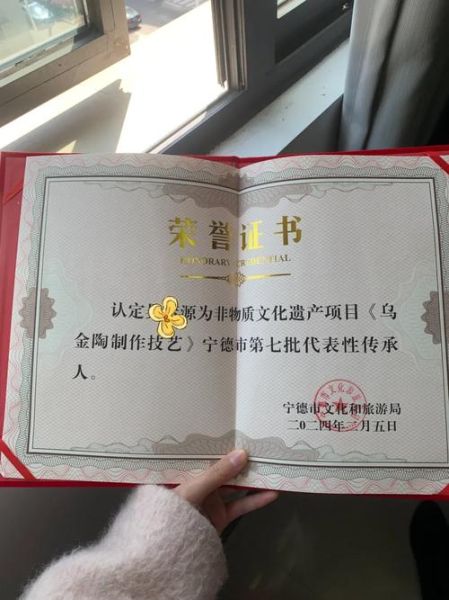 荣誉证书
HONORARY CREDENTIAL
认定 源为非物质文化遗产项目《乌
金陶制作技艺》宁德市第七批代表性传承
人。
宁德市文化和旅游局
二〇二四年 月五日